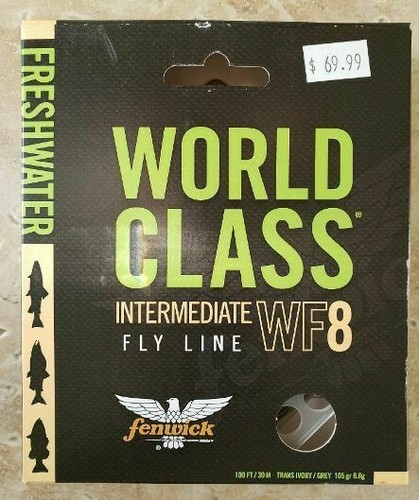 $ 69.99
FRESHWATER
WORLD
CLASS®
INTERMEDIATE WF8
FLY LINE
fenwick®
100 FT / 30 M TRANS IVORY / GREY 105 gr 6.8g